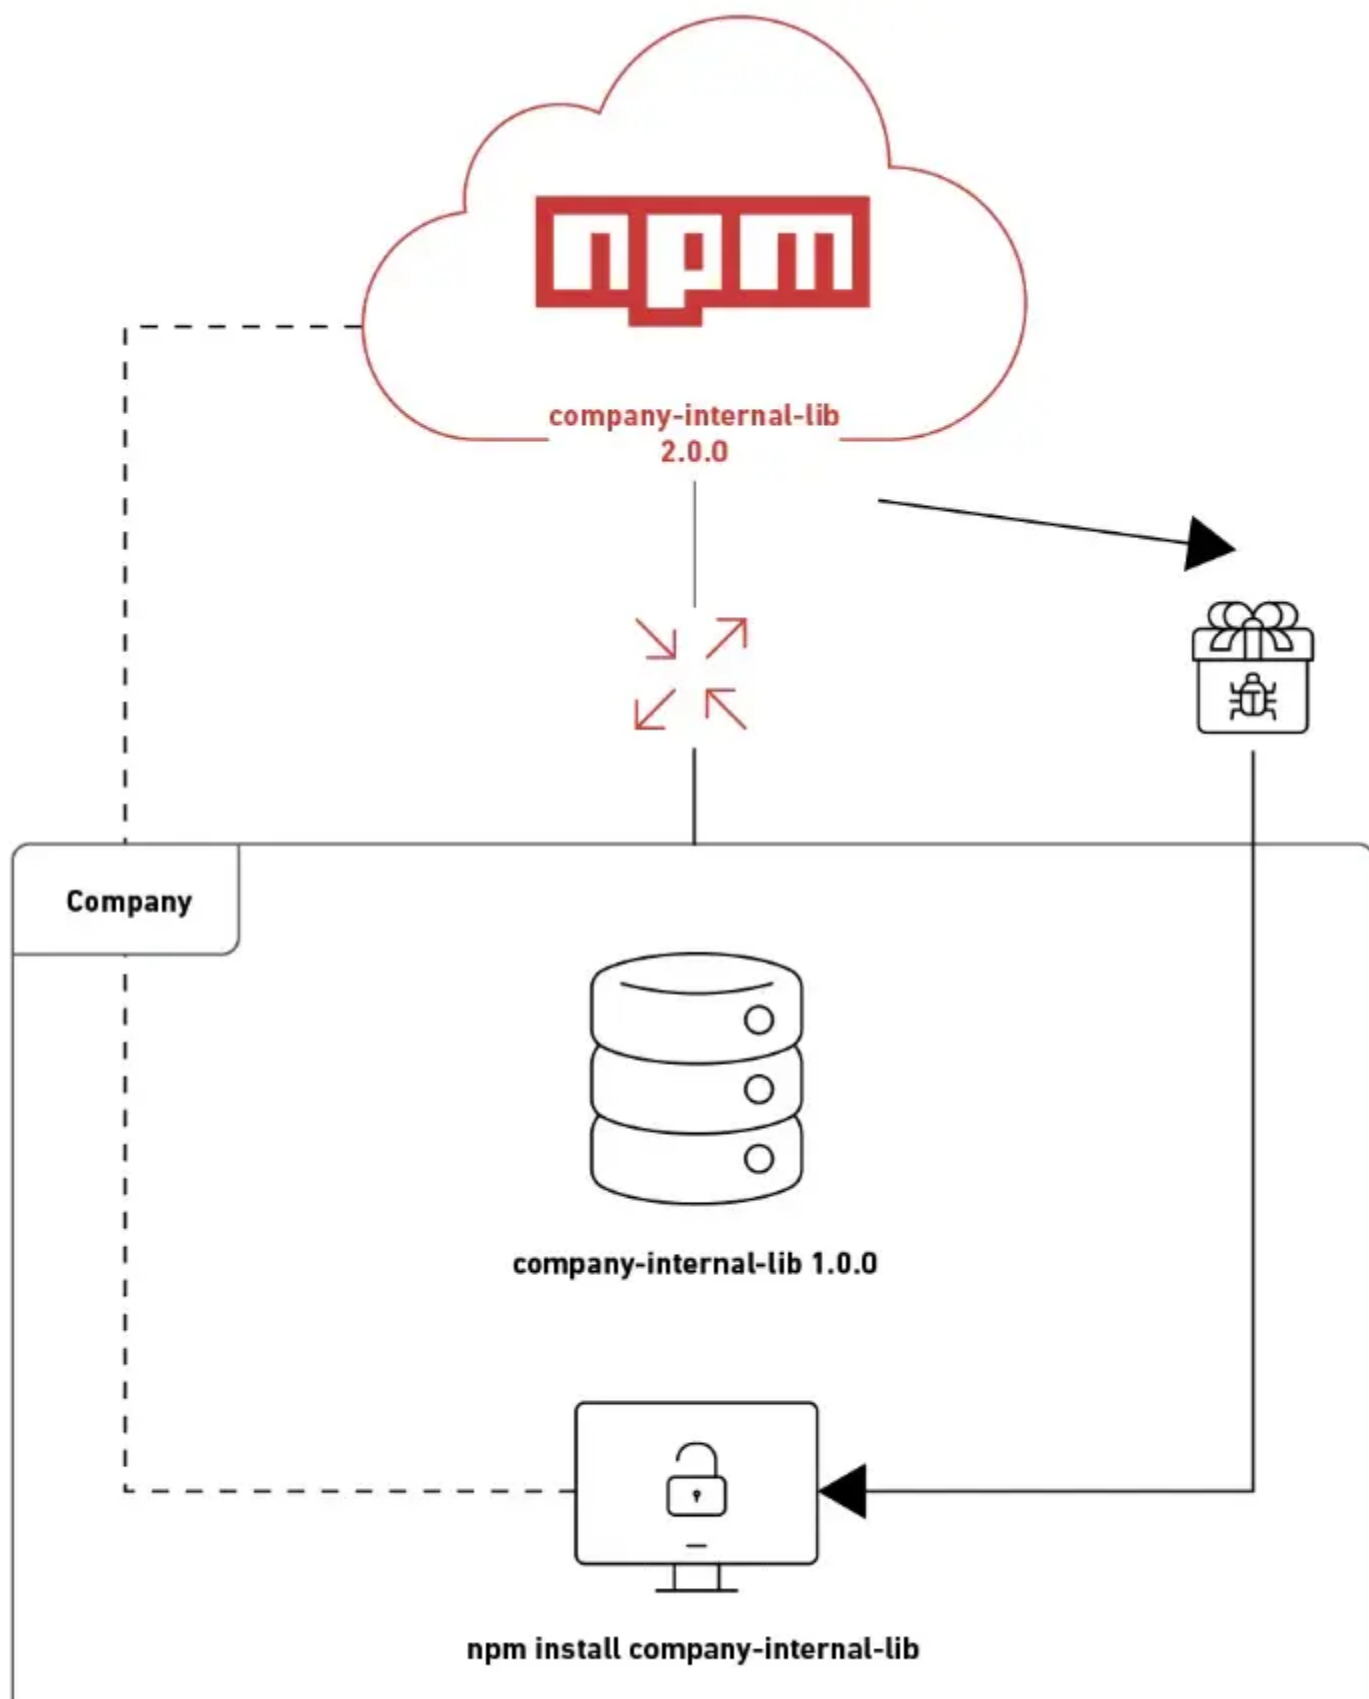 npm
company-internal-lib
2.0.0
Company
company-internal-lib 1.0.0
npm install company-internal-lib